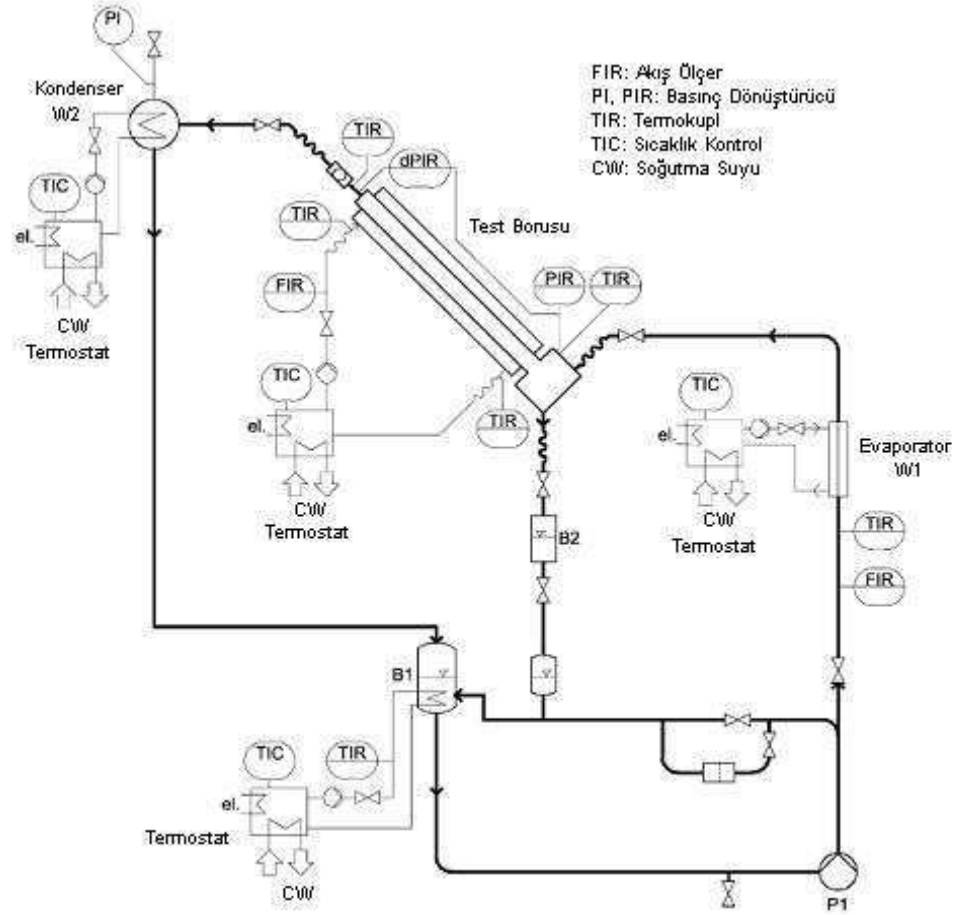 PI
Kondenser
W2
TIC
el.
CW
Termostat
TIR
dPIR
TIR
FIR
TIC
el.
CW
Termostat
FIR: Akış Ölçer
PI, PIR: Basınç Dönüştürücü
TIR: Termokupl
TIC: Sıcaklık Kontrol
CW: Soğutma Suyu
Test Borusu
PIR
TIR
TIR
TIC
el.
CW
Termostat
Evaporator
W1
TIR
FIR
B2
B1
TIC
TIR
el.
Termostat
CW
P1